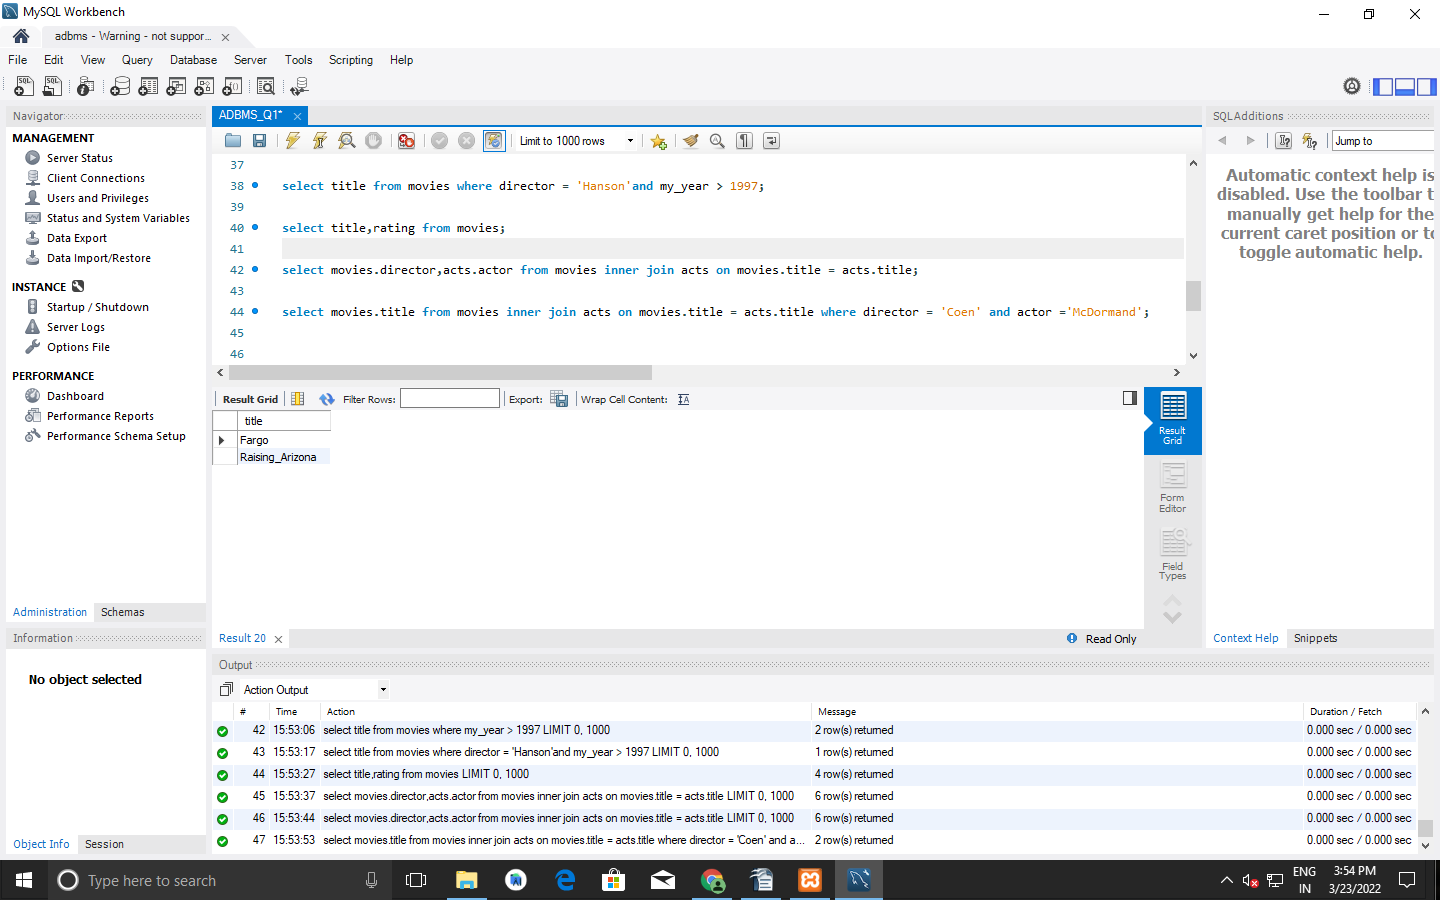 MySQL Workbench
adbms - Warning - not suppor...
File Edit View Query Database Server Tools Scripting Help
Navigator
MANAGEMENT
Server Status
Client Connections
Users and Privileges
Status and System Variables
Data Export
Data Import/Restore
INSTANCE
Startup / Shutdown
Server Logs
Options File
PERFORMANCE
Dashboard
Performance Reports
Performance Schema Setup
Administration Schemas
Information
No object selected
Object Info Session
ADBMS_Q1*
Limit to 1000 rows
37
38 select title from movies where director = 'Hanson'and my_year > 1997;
39
40 select title,rating from movies;
41
42 select movies.director,acts.actor from movies inner join acts on movies.title = acts.title;
43
44 select movies.title from movies inner join acts on movies.title = acts.title where director = 'Coen' and actor ='McDormand';
45
46
Result Grid Filter Rows: Export: Wrap Cell Content:
title
Fargo
Raising_Arizona
Result
Grid
Form
Editor
Field
Types
Result 20 Read Only
SQLAdditions
Jump to
Automatic context help is
disabled. Use the toolbar t
manually get help for the
current caret position or to
toggle automatic help.
Context Help Snippets
Output
Action Output
# Time Action Message Duration / Fetch
42 15:53:06 select title from movies where my_year > 1997 LIMIT 0, 1000 2 row(s) returned 0.000 sec / 0.000 sec
43 15:53:17 select title from movies where director = 'Hanson'and my_year > 1997 LIMIT 0, 1000 1 row(s) returned 0.000 sec / 0.000 sec
44 15:53:27 select title,rating from movies LIMIT 0, 1000 4 row(s) returned 0.000 sec / 0.000 sec
45 15:53:37 select movies.director,acts.actor from movies inner join acts on movies.title = acts.title LIMIT 0, 1000 6 row(s) returned 0.000 sec / 0.000 sec
46 15:53:44 select movies.director,acts.actor from movies inner join acts on movies.title = acts.title LIMIT 0, 1000 6 row(s) returned 0.000 sec / 0.000 sec
47 15:53:53 select movies.title from movies inner join acts on movies.title = acts.title where director = 'Coen' and a... 2 row(s) returned 0.000 sec / 0.000 sec
Type here to search
ENG
IN
3:54 PM
3/23/2022